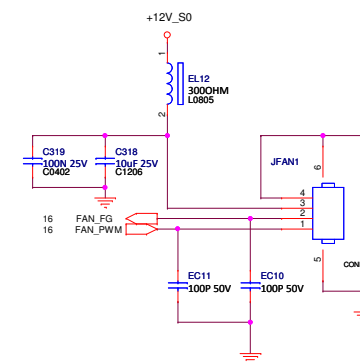 +12V_S0
1
EL12
300OHM
L0805
2
C319
100N 25V
C0402
C318
10uF 25V
C1206
JFAN1
6
4
3
2
1
16 FAN_FG
16 FAN_PWM
5
CON
EC11
100P 50V
EC10
100P 50V